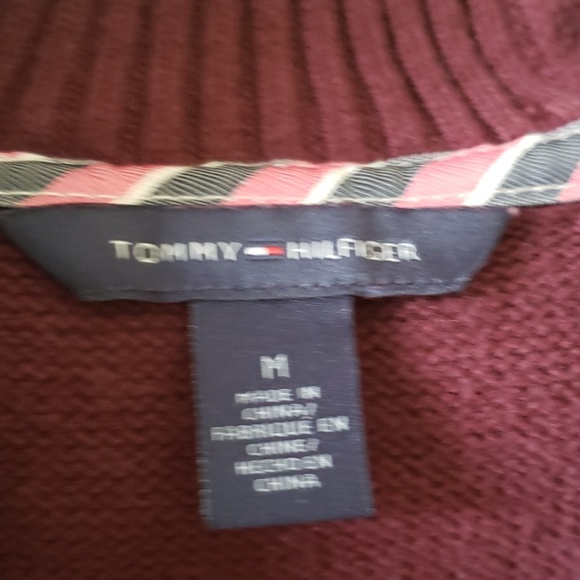 TOMMY HILFIGER
M
MADE IN
CHINA/
FABRIQUE EN
CHINE/
HECHO EN
CHINA